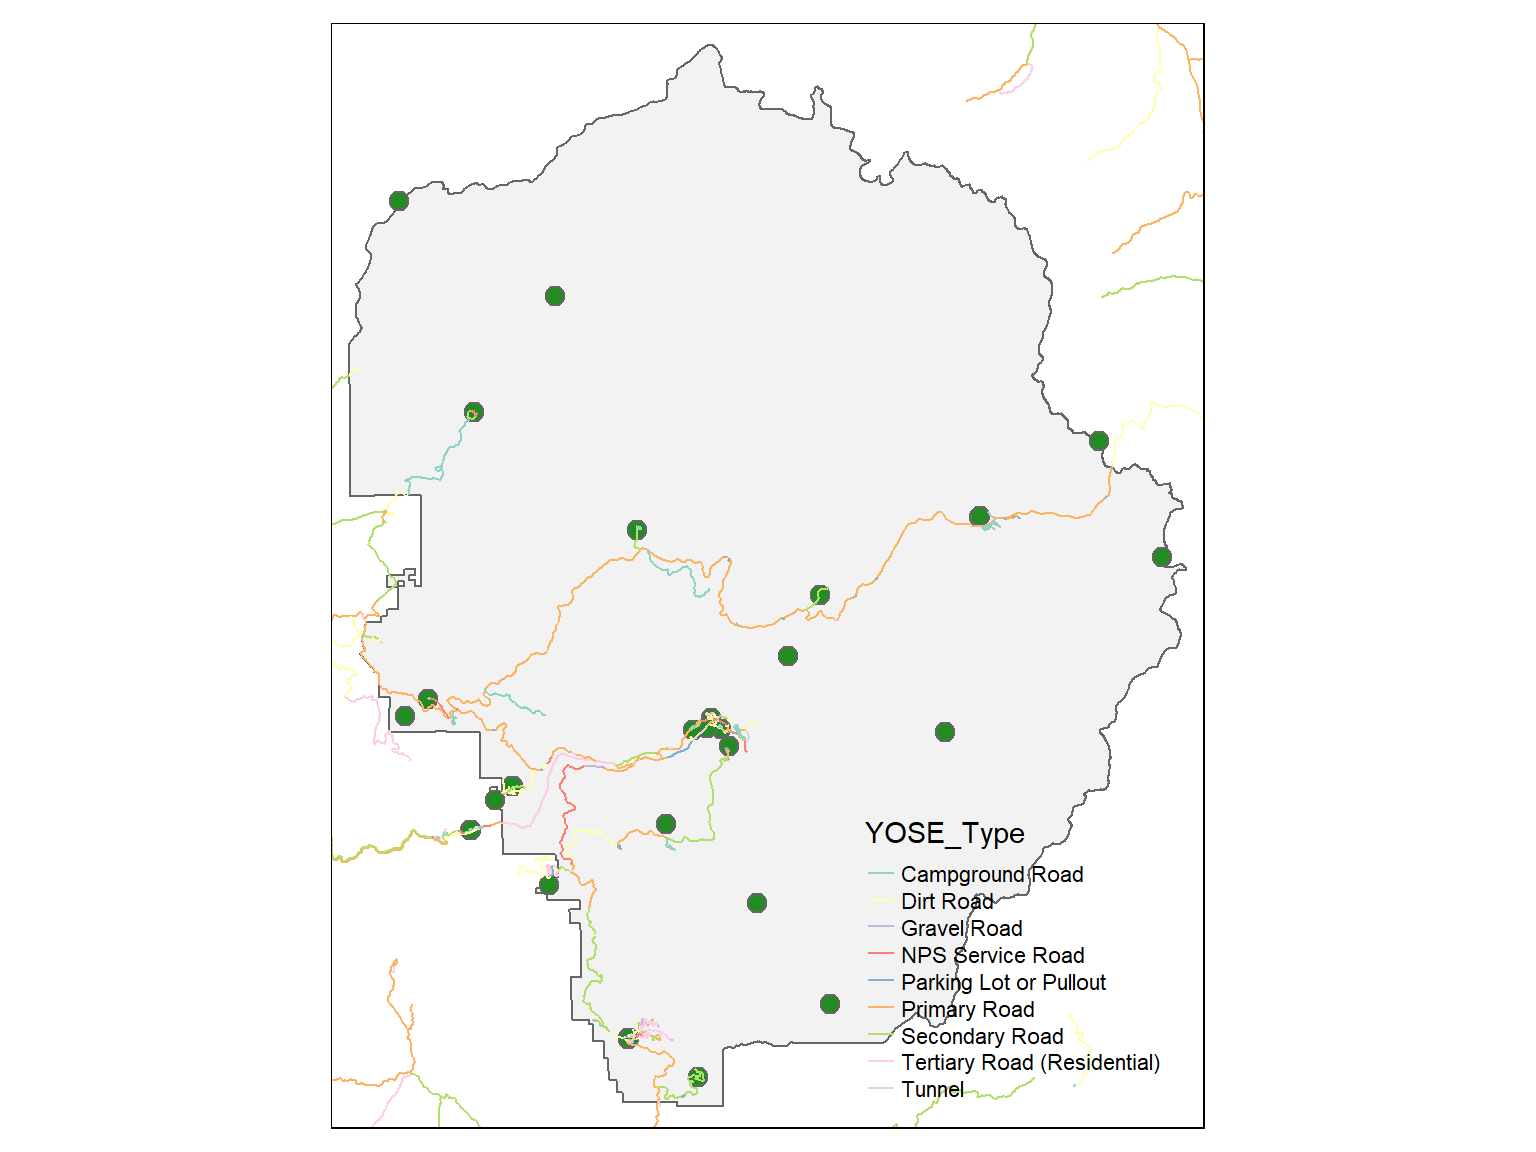 YOSE_Type
Campground Road
Dirt Road
Gravel Road
NPS Service Road
Parking Lot or Pullout
Primary Road
Secondary Road
Tertiary Road (Residential)
Tunnel